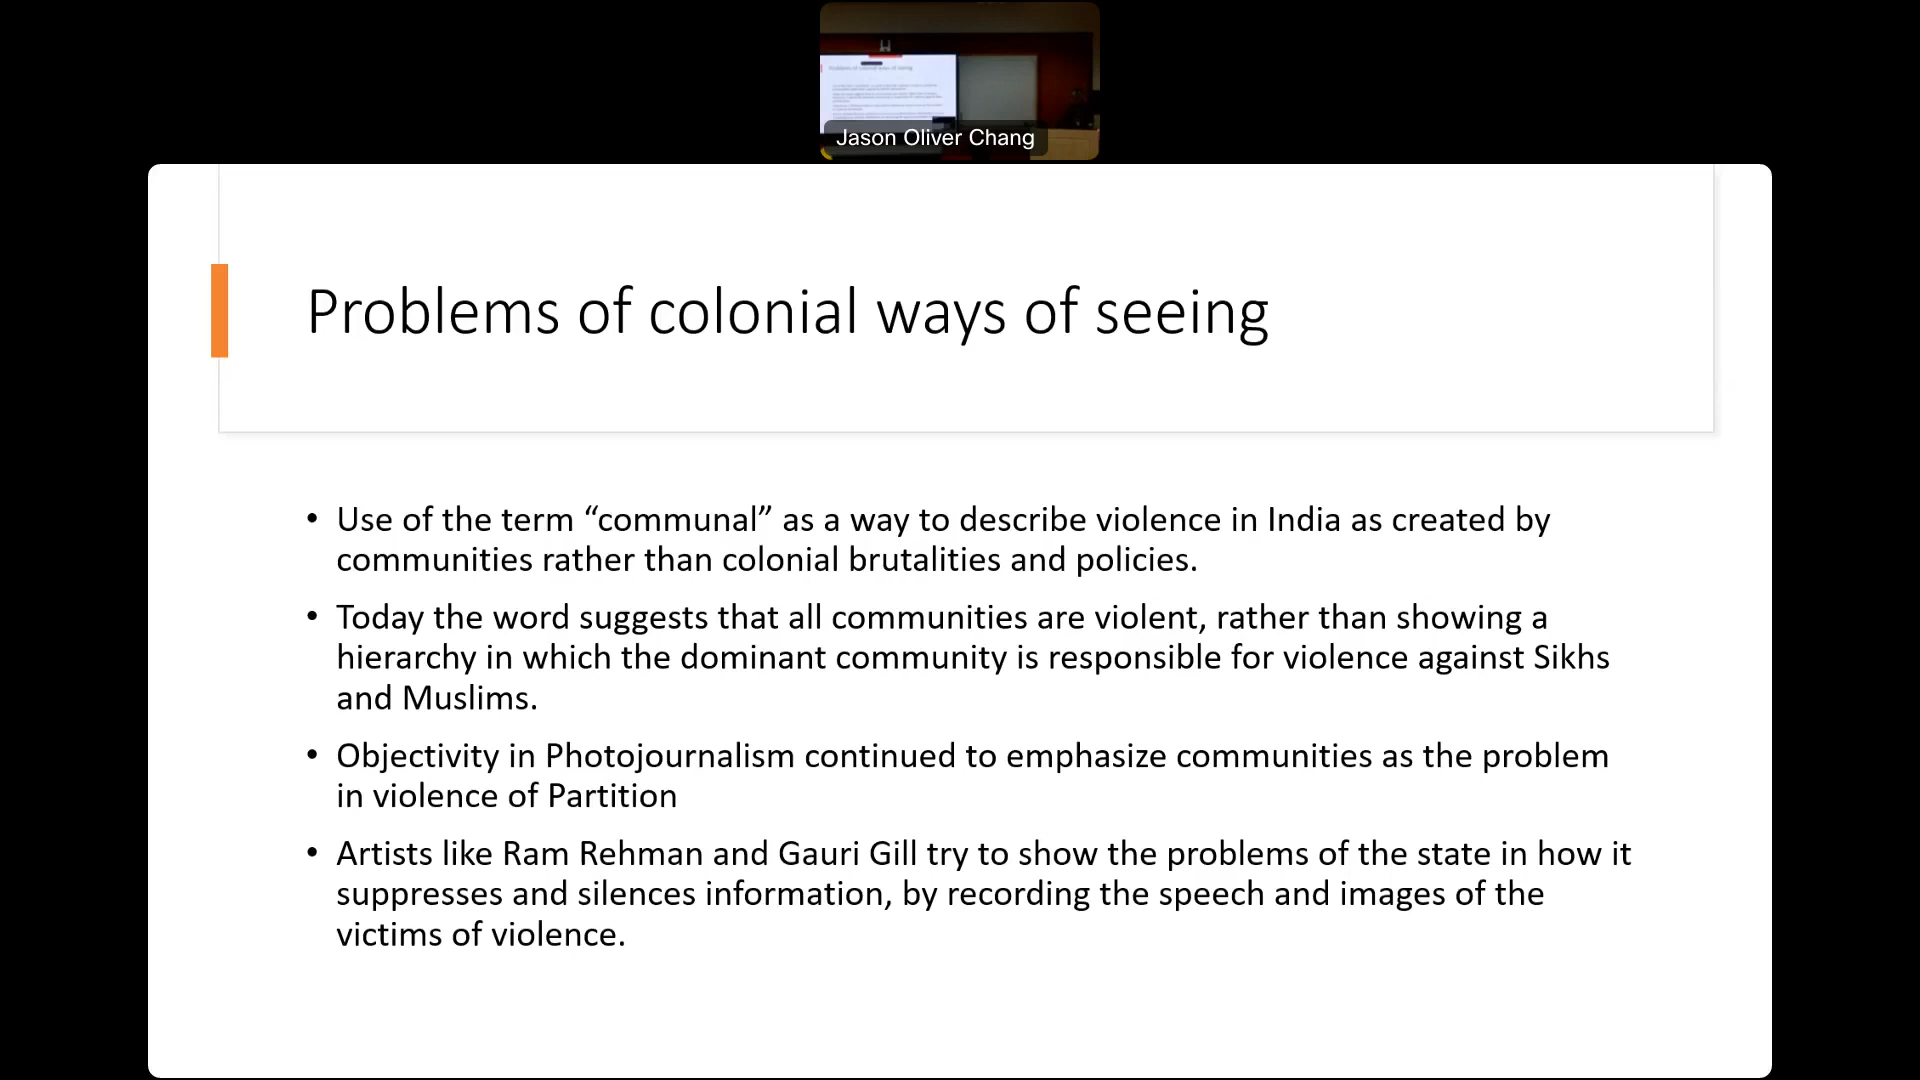 Jason Oliver Chang
Problems of colonial ways of seeing
• Use of the term “communal” as a way to describe violence in India as created by
communities rather than colonial brutalities and policies.
• Today the word suggests that all communities are violent, rather than showing a
hierarchy in which the dominant community is responsible for violence against Sikhs
and Muslims.
• Objectivity in Photojournalism continued to emphasize communities as the problem
in violence of Partition
• Artists like Ram Rehman and Gauri Gill try to show the problems of the state in how it
suppresses and silences information, by recording the speech and images of the
victims of violence.